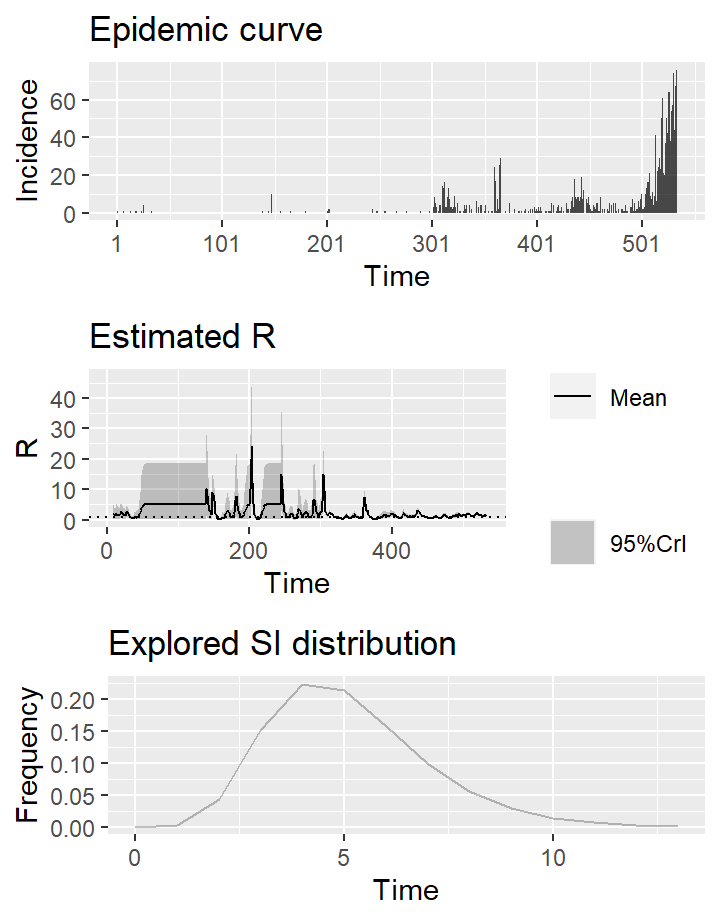 Epidemic curve
Incidence
60
40
20
0
1 101 201 301 401 501
Time
Estimated R
R
40
30
20
10
0
0 200 400
Time
Mean
95%CrI
Explored SI distribution
Frequency
0.20
0.15
0.10
0.05
0.00
0 5 10
Time